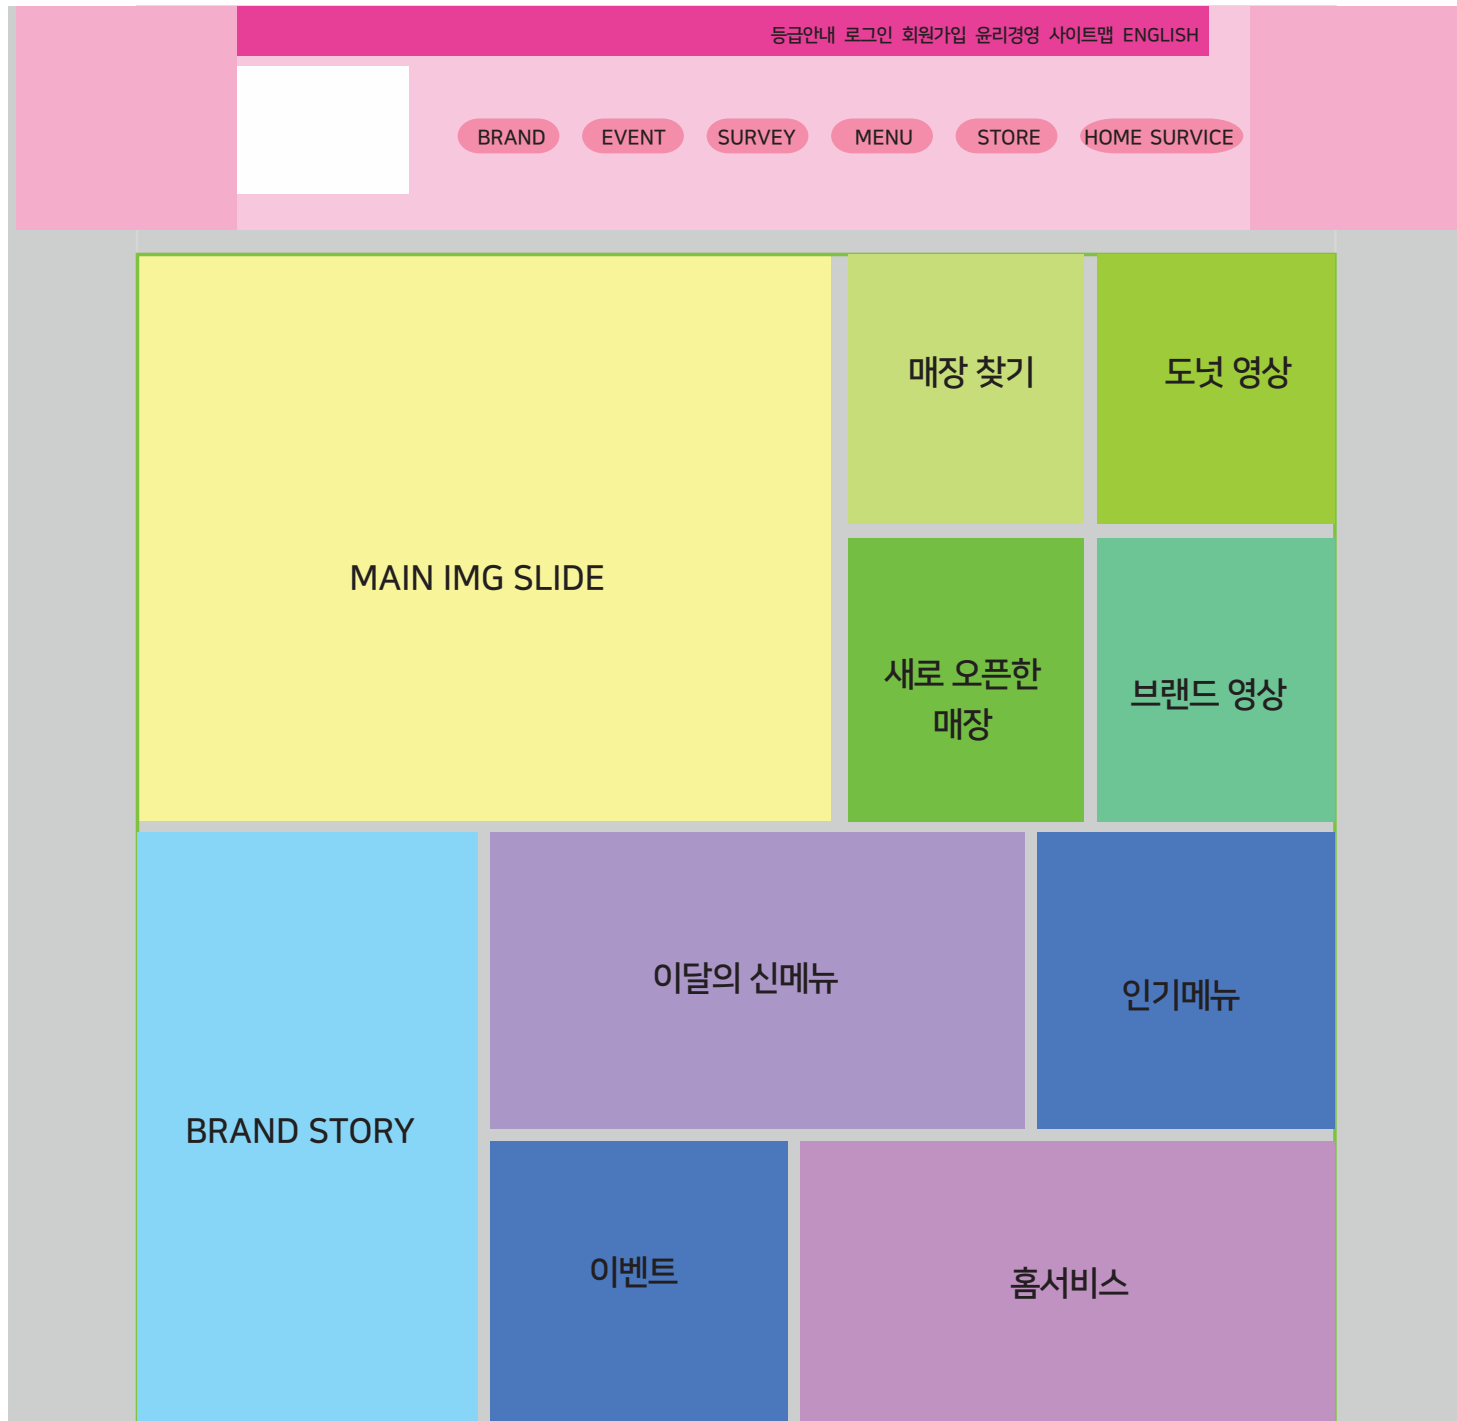 등급안내 로그인 회원가입 윤리경영 사이트맵 ENGLISH
BRAND EVENT SURVEY MENU STORE HOME SURVICE
매장 찾기
도넛 영상
MAIN IMG SLIDE
새로 오픈한
매장
브랜드 영상
이달의 신메뉴
인기메뉴
BRAND STORY
이벤트
홈서비스